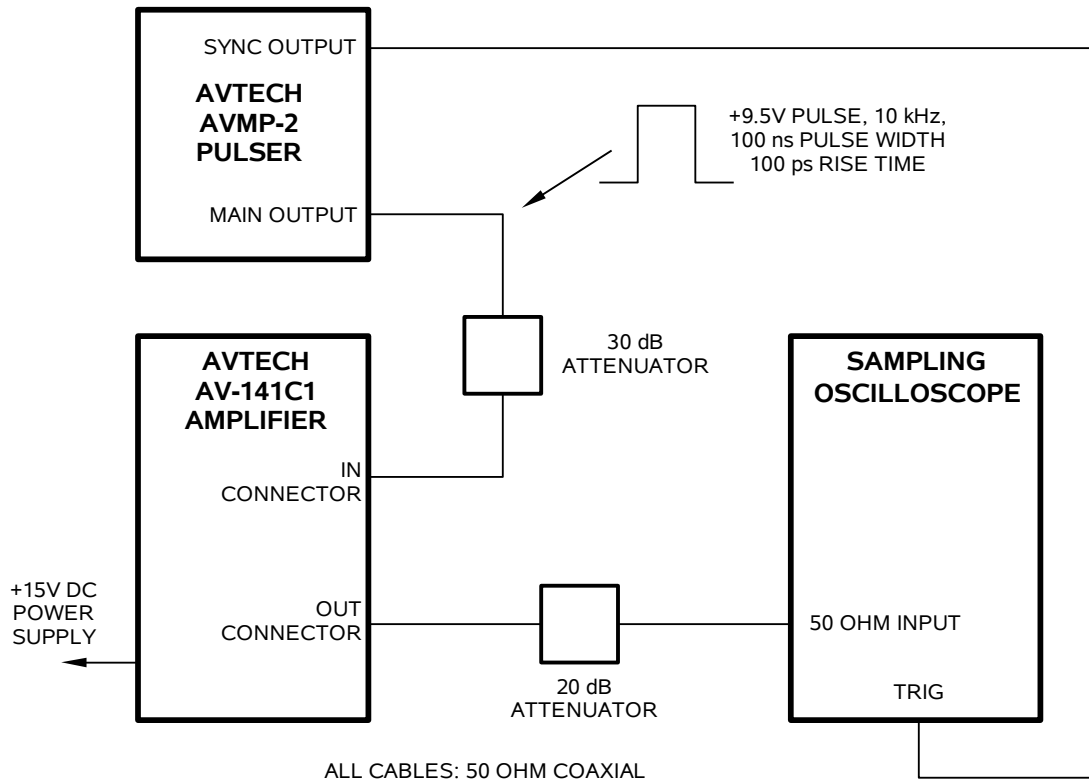 SYNC OUTPUT
AVTECH
AVMP-2
PULSER
MAIN OUTPUT
+9.5V PULSE, 10 kHz,
100 ns PULSE WIDTH
100 ps RISE TIME
30 dB
ATTENUATOR
AVTECH
AV-141C1
AMPLIFIER
IN
CONNECTOR
OUT
CONNECTOR
+15V DC
POWER
SUPPLY
20 dB
ATTENUATOR
SAMPLING
OSCILLOSCOPE
50 OHM INPUT
TRIG
ALL CABLES: 50 OHM COAXIAL